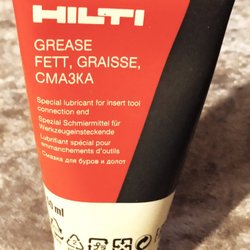 HILTI
GREASE
FETT, GRAISSE,
СМАЗКА
Special lubricant for insert tool
connection end
Spezial Schmiermittel für
Werkzeugeinsteckende
Lubrifiant spécial pour
emmanchements d'outils
Смазка для буров и долот
ml